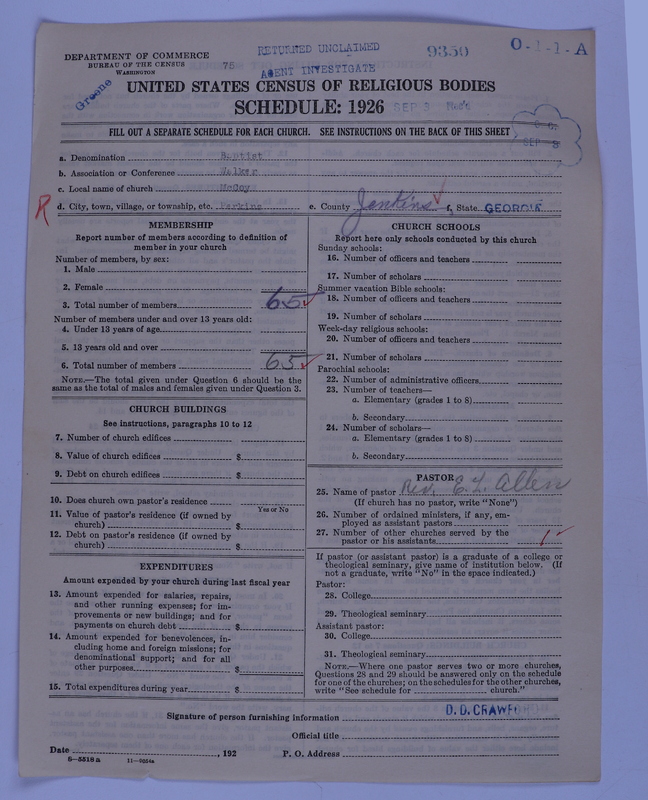 RETURNED UNCLAIMED
9350
O-1-1-A
DEPARTMENT OF COMMERCE
BUREAU OF THE CENSUS
WASHINGTON
75
AGENT INVESTIGATE
Greene
UNITED STATES CENSUS OF RELIGIOUS BODIES
SCHEDULE: 1926
SEP 3
FILL OUT A SEPARATE SCHEDULE FOR EACH CHURCH. SEE INSTRUCTIONS ON THE BACK OF THIS SHEET
SEP
a. Denomination Baptist
b. Association or Conference Walker
c. Local name of church McCoy
R
d. City, town, village, or township, etc. Perkins e. County Jenkins f. State GEORGIA
MEMBERSHIP
Report number of members according to definition of
member in your church
Number of members, by sex:
1. Male
2. Female
3. Total number of members 65
Number of members under and over 13 years old:
4. Under 13 years of age
5. 13 years old and over
6. Total number of members 65
NOTE.—The total given under Question 6 should be the
same as the total of males and females given under Question 3.
CHURCH BUILDINGS
See instructions, paragraphs 10 to 12
7. Number of church edifices
8. Value of church edifices $
9. Debt on church edifices $
10. Does church own pastor's residence
Yes or No
11. Value of pastor's residence (if owned by
church) $
12. Debt on pastor's residence (if owned by
church) $
EXPENDITURES
Amount expended by your church during last fiscal year
13. Amount expended for salaries, repairs,
and other running expenses; for im-
provements or new buildings; and for
payments on church debt $
14. Amount expended for benevolences, in-
cluding home and foreign missions; for
denominational support; and for all
other purposes $
15. Total expenditures during year $
CHURCH SCHOOLS
Report here only schools conducted by this church
Sunday schools:
16. Number of officers and teachers
17. Number of scholars
Summer vacation Bible schools:
18. Number of officers and teachers
19. Number of scholars
Week-day religious schools:
20. Number of officers and teachers
21. Number of scholars
Parochial schools:
22. Number of administrative officers
23. Number of teachers—
a. Elementary (grades 1 to 8)
b. Secondary
24. Number of scholars—
a. Elementary (grades 1 to 8)
b. Secondary
PASTOR
25. Name of pastor Rev. E. L. Allen
(If church has no pastor, write "None")
26. Number of ordained ministers, if any, em-
ployed as assistant pastors
27. Number of other churches served by the
pastor or his assistants 1
If pastor (or assistant pastor) is a graduate of a college or
theological seminary, give name of institution below. (If
not a graduate, write "No" in the space indicated.)
Pastor:
28. College
29. Theological seminary
Assistant pastor:
30. College
31. Theological seminary
NOTE.—Where one pastor serves two or more churches,
Questions 28 and 29 should be answered only on the schedule
for one of the churches; on the schedules for the other churches,
write "See schedule for church."
Signature of person furnishing information D. D. CRAWFORD
Official title
Date , 192 P. O. Address
8—5518a 11—9034a